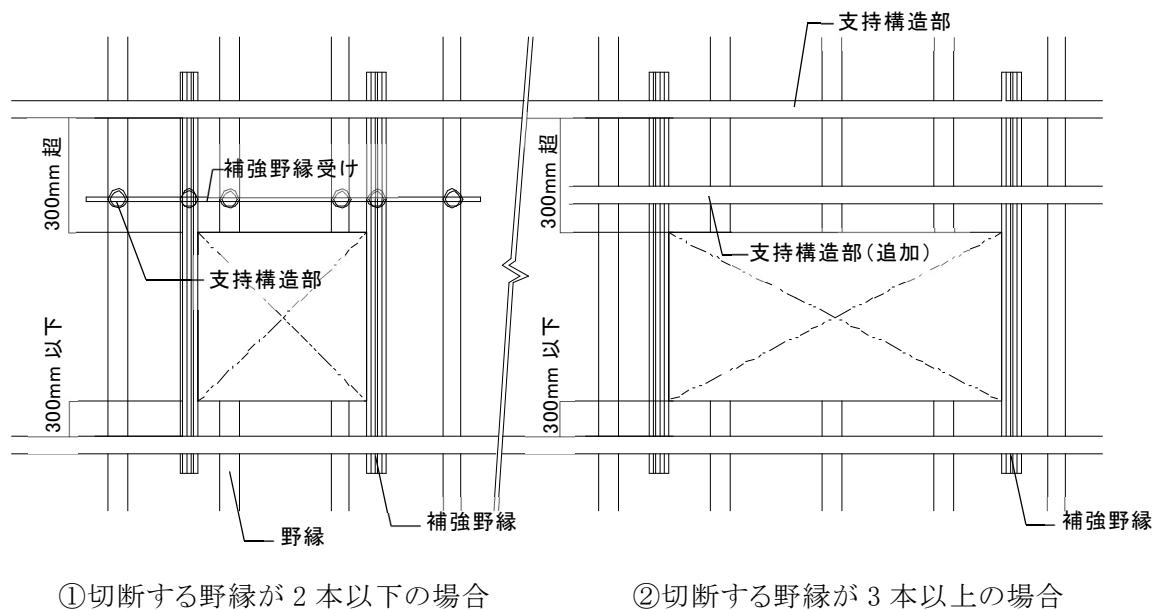 支持構造部
300mm 超
補強野縁受け
300mm 超
支持構造部
支持構造部（追加）
300mm 以下
300mm 以下
野縁
補強野縁
補強野縁
①切断する野縁が 2 本以下の場合
②切断する野縁が 3 本以上の場合